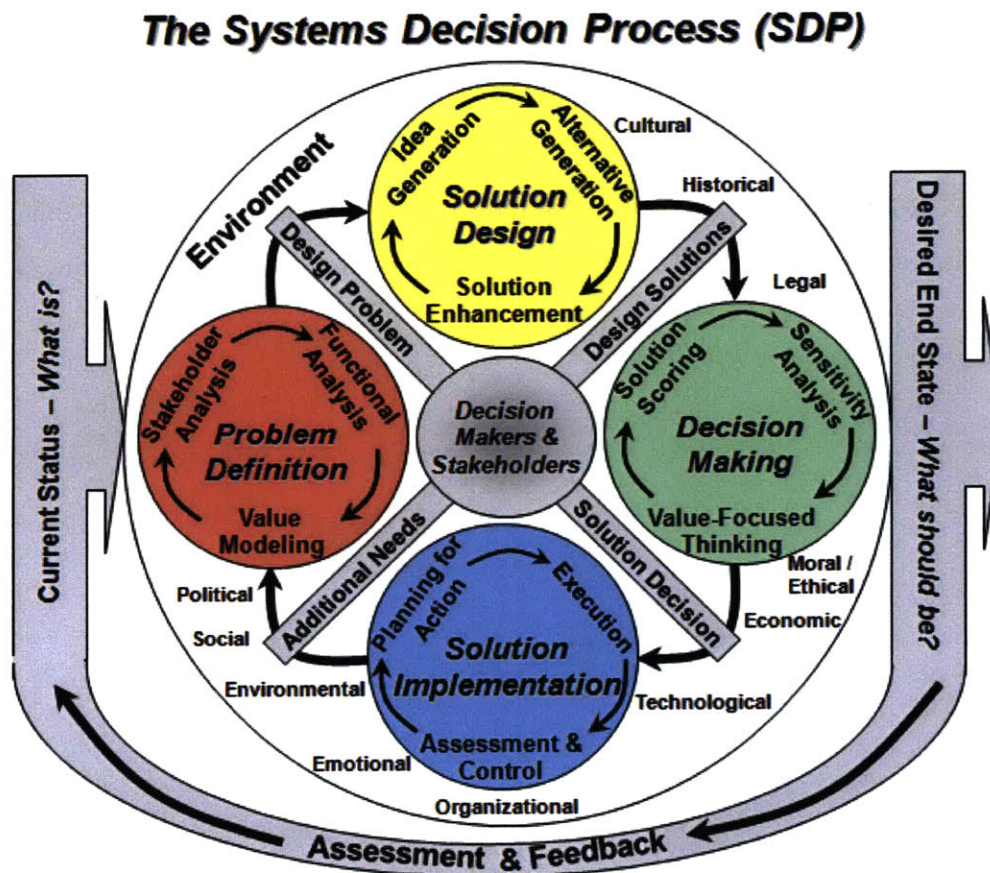 The Systems Decision Process (SDP)
Environment
Cultural
Historical
Legal
Moral /
Ethical
Economic
Technological
Organizational
Emotional
Environmental
Social
Political
Idea
Generation
Alternative
Generation
Solution
Design
Solution
Enhancement
Design Problem
Design Solutions
Stakeholder
Analysis
Functional
Analysis
Problem
Definition
Value
Modeling
Decision
Makers &
Stakeholders
Solution
Scoring
Sensitivity
Analysis
Decision
Making
Value-Focused
Thinking
Additional Needs
Solution Decision
Planning for
Action
Execution
Solution
Implementation
Assessment &
Control
Current Status – What is?
Desired End State – What should be?
Assessment & Feedback